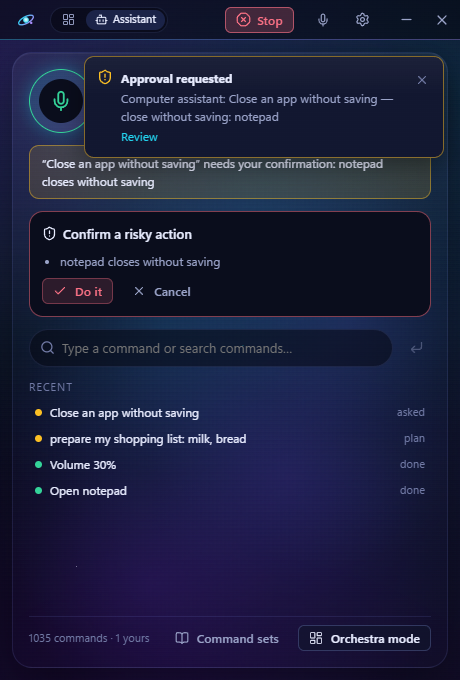 Assistant
Stop
Approval requested
Computer assistant: Close an app without saving —
close without saving: notepad
Review
“Close an app without saving” needs your confirmation: notepad
closes without saving
Confirm a risky action
• notepad closes without saving
Do it
Cancel
Type a command or search commands...
RECENT
Close an app without saving asked
prepare my shopping list: milk, bread plan
Volume 30% done
Open notepad done
1035 commands · 1 yours
Command sets
Orchestra mode